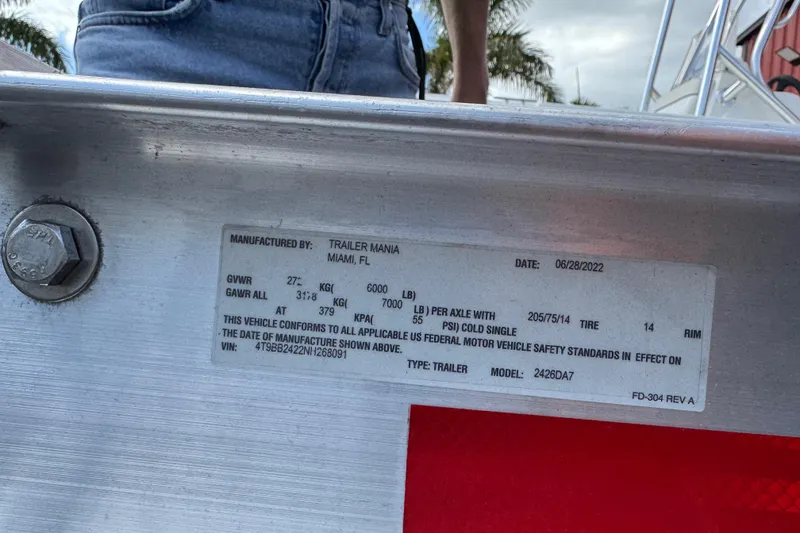 MANUFACTURED BY: TRAILER MANIA DATE: 06/28/2022
MIAMI, FL
GVWR KG( 6000 LB)
GAWR ALL KG( 7000 LB) PER AXLE WITH 205/75/14 TIRE 14 RIM
AT 379 KPA( 55 PSI) COLD SINGLE
THIS VEHICLE CONFORMS TO ALL APPLICABLE US FEDERAL MOTOR VEHICLE SAFETY STANDARDS IN EFFECT ON
THE DATE OF MANUFACTURE SHOWN ABOVE.
VIN: 4T9BB2422NH268091 TYPE: TRAILER MODEL: 2426DA7
FD-304 REV A